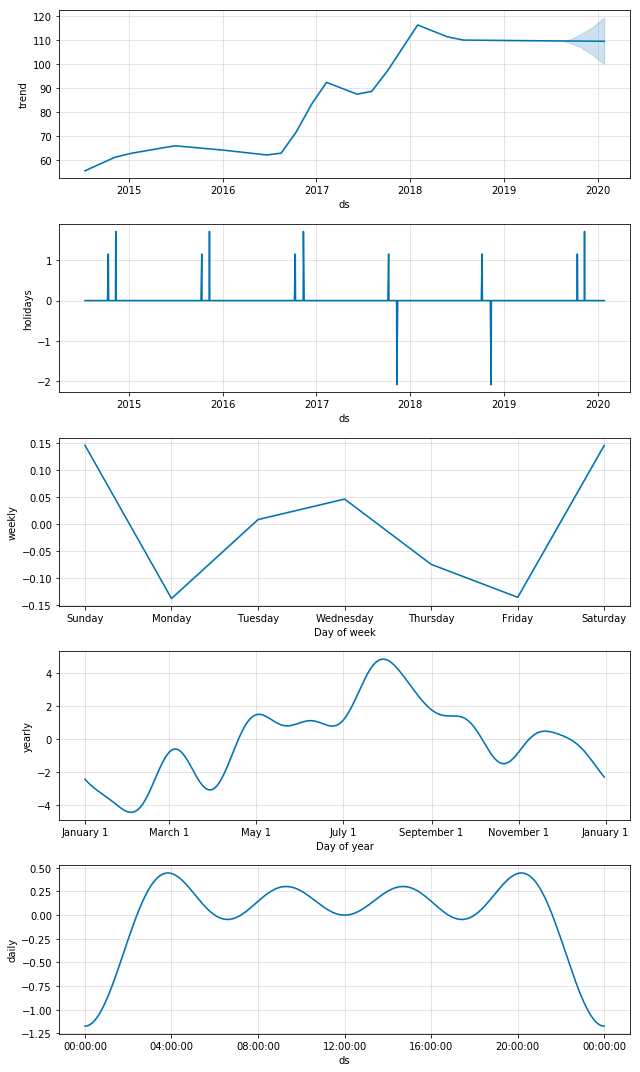 120
110
100
90
80
70
60
trend
2015 2016 2017 2018 2019 2020
ds
1
0
−1
−2
holidays
2015 2016 2017 2018 2019 2020
ds
0.15
0.10
0.05
0.00
−0.05
−0.10
−0.15
weekly
Sunday Monday Tuesday Wednesday Thursday Friday Saturday
Day of week
4
2
0
−2
−4
yearly
January 1 March 1 May 1 July 1 September 1 November 1 January 1
Day of year
0.50
0.25
0.00
−0.25
−0.50
−0.75
−1.00
−1.25
daily
00:00:00 04:00:00 08:00:00 12:00:00 16:00:00 20:00:00 00:00:00
ds